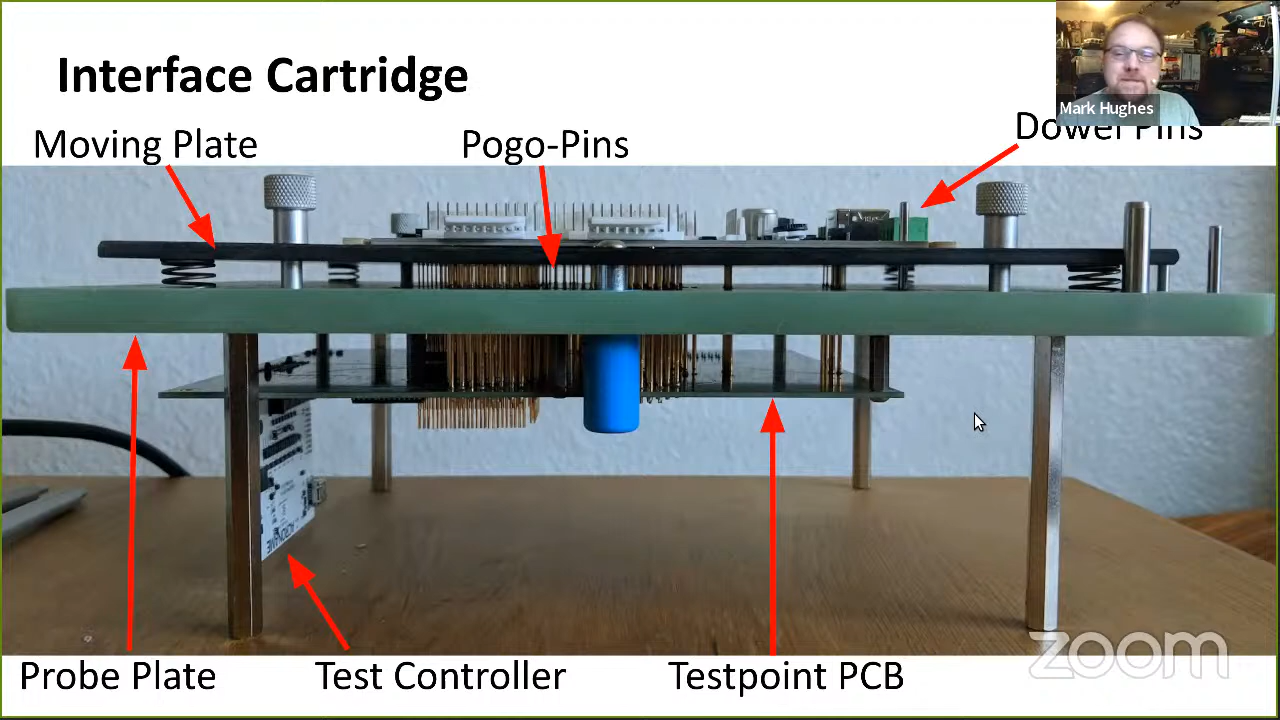 Interface Cartridge
Mark Hughes
Moving Plate
Pogo-Pins
Dowel Pins
Probe Plate
Test Controller
Testpoint PCB
zoom